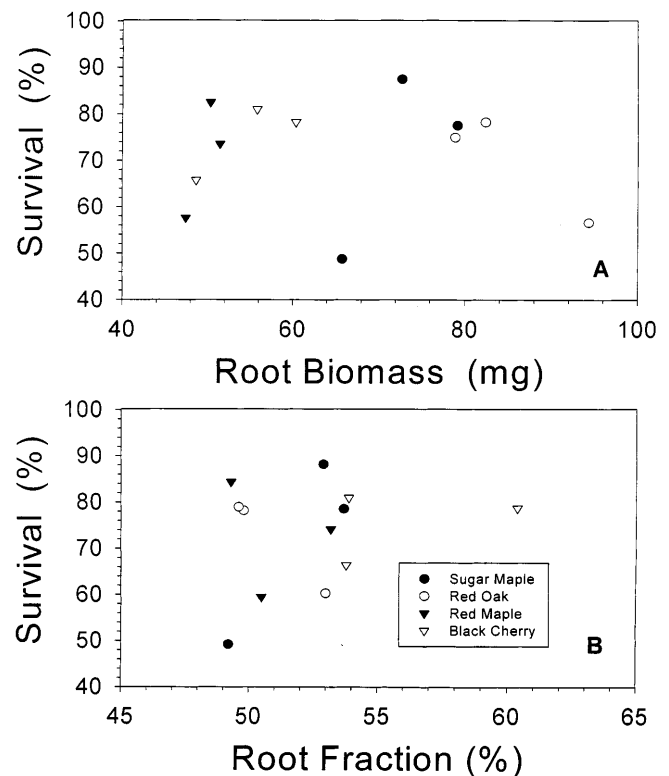 100
90
80
70
60
50
40
Survival (%)
A
40 60 80 100
Root Biomass (mg)
100
90
80
70
60
50
40
Survival (%)
Sugar Maple
Red Oak
Red Maple
Black Cherry
B
45 50 55 60 65
Root Fraction (%)